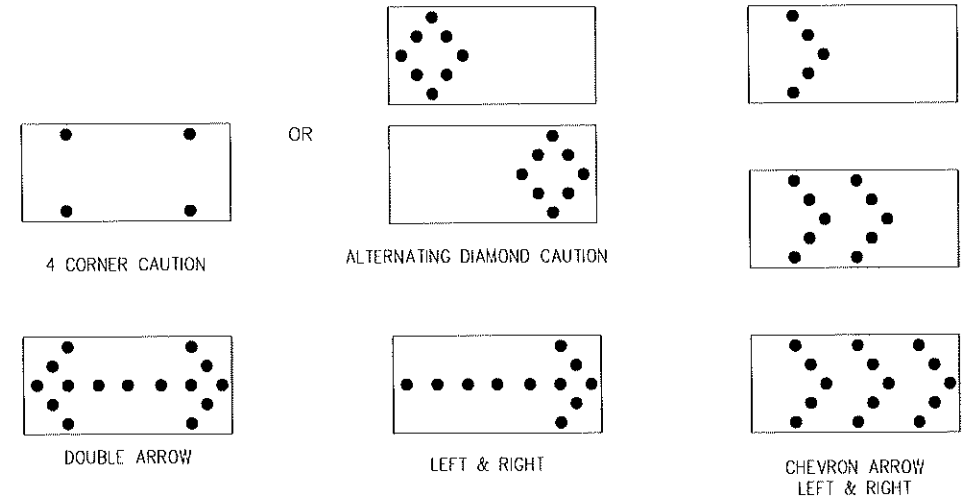 OR
4 CORNER CAUTION
ALTERNATING DIAMOND CAUTION
DOUBLE ARROW
LEFT & RIGHT
CHEVRON ARROW
LEFT & RIGHT